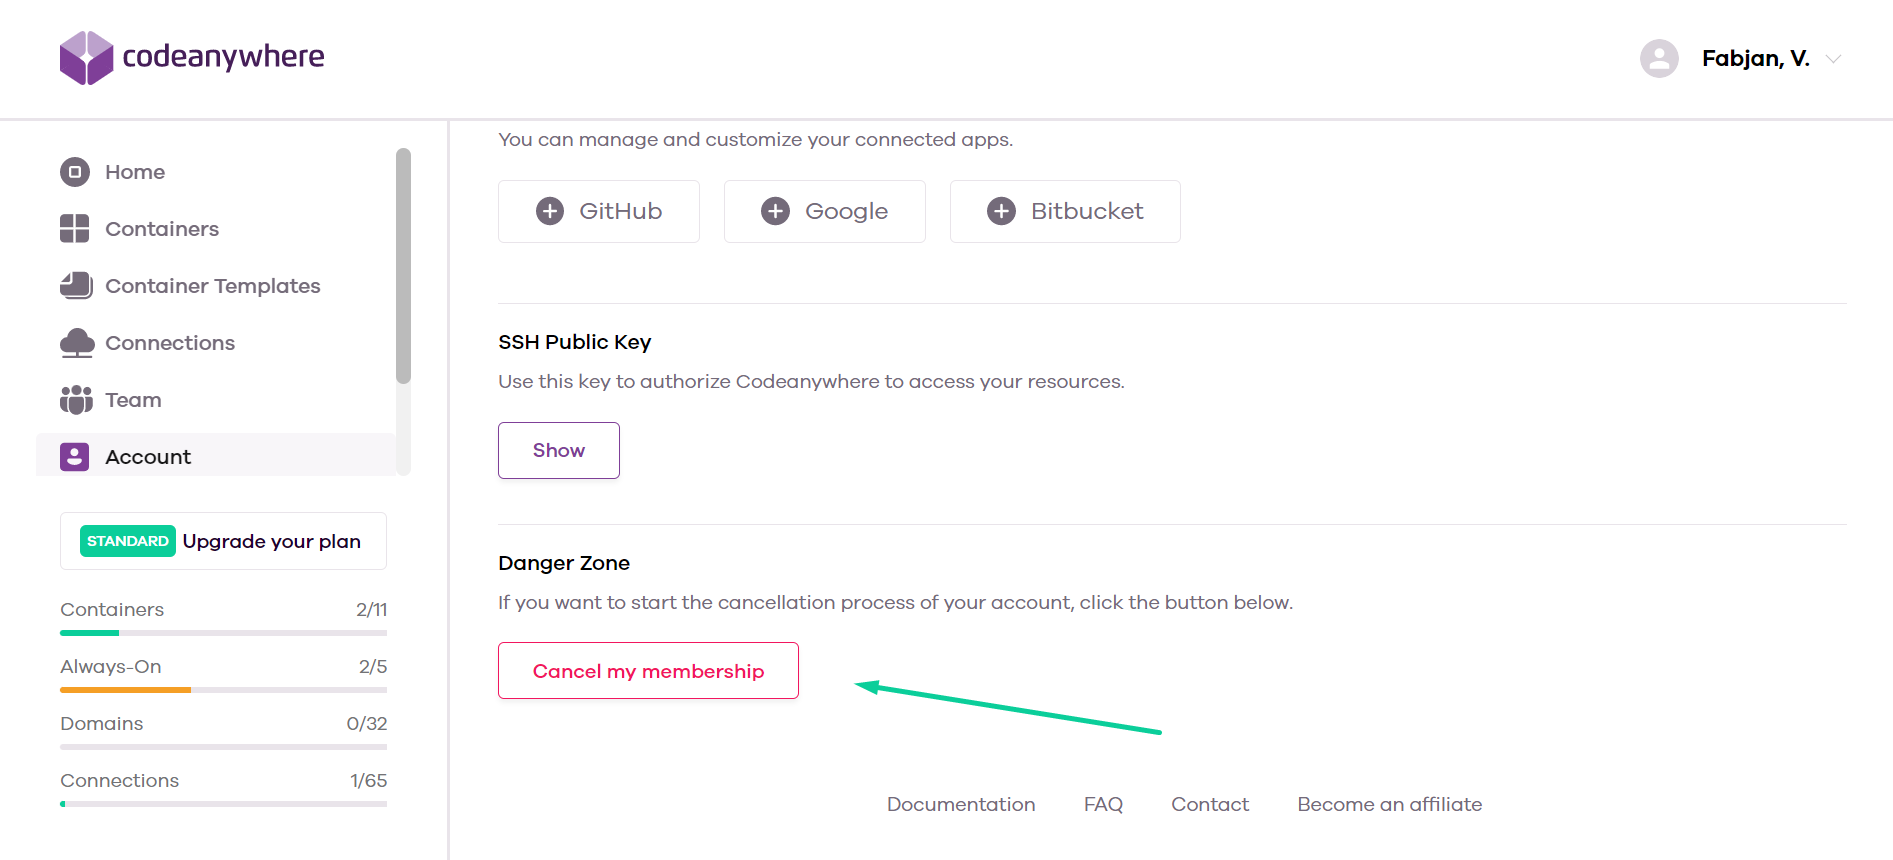 codeanywhere
Fabjan, V.
Home
Containers
Container Templates
Connections
Team
Account
STANDARD Upgrade your plan
Containers 2/11
Always-On 2/5
Domains 0/32
Connections 1/65
You can manage and customize your connected apps.
GitHub Google Bitbucket
SSH Public Key
Use this key to authorize Codeanywhere to access your resources.
Show
Danger Zone
If you want to start the cancellation process of your account, click the button below.
Cancel my membership
Documentation FAQ Contact Become an affiliate